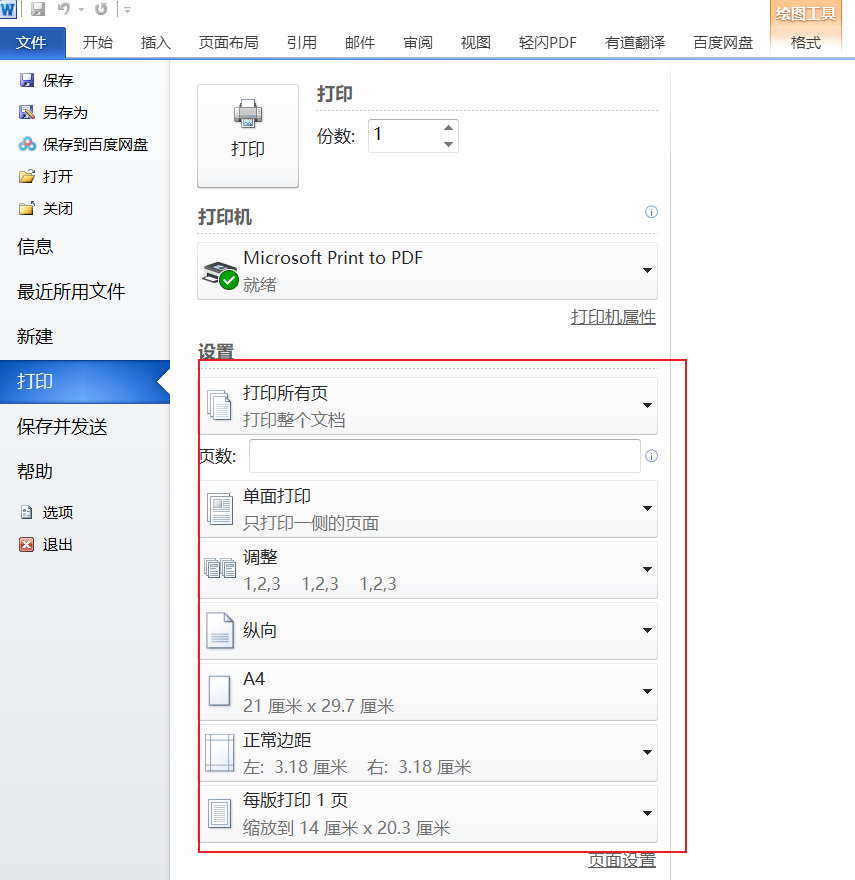 W
绘图工具
文件 开始 插入 页面布局 引用 邮件 审阅 视图 轻闪PDF 有道翻译 百度网盘 格式
保存
另存为
保存到百度网盘
打开
关闭
信息
最近所用文件
新建
打印
保存并发送
帮助
选项
退出
打印
打印
份数: 1
打印机
Microsoft Print to PDF
就绪
打印机属性
设置
打印所有页
打印整个文档
页数:
单面打印
只打印一侧的页面
调整
1,2,3 1,2,3 1,2,3
纵向
A4
21 厘米 x 29.7 厘米
正常边距
左: 3.18 厘米 右: 3.18 厘米
每版打印 1 页
缩放到 14 厘米 x 20.3 厘米
页面设置